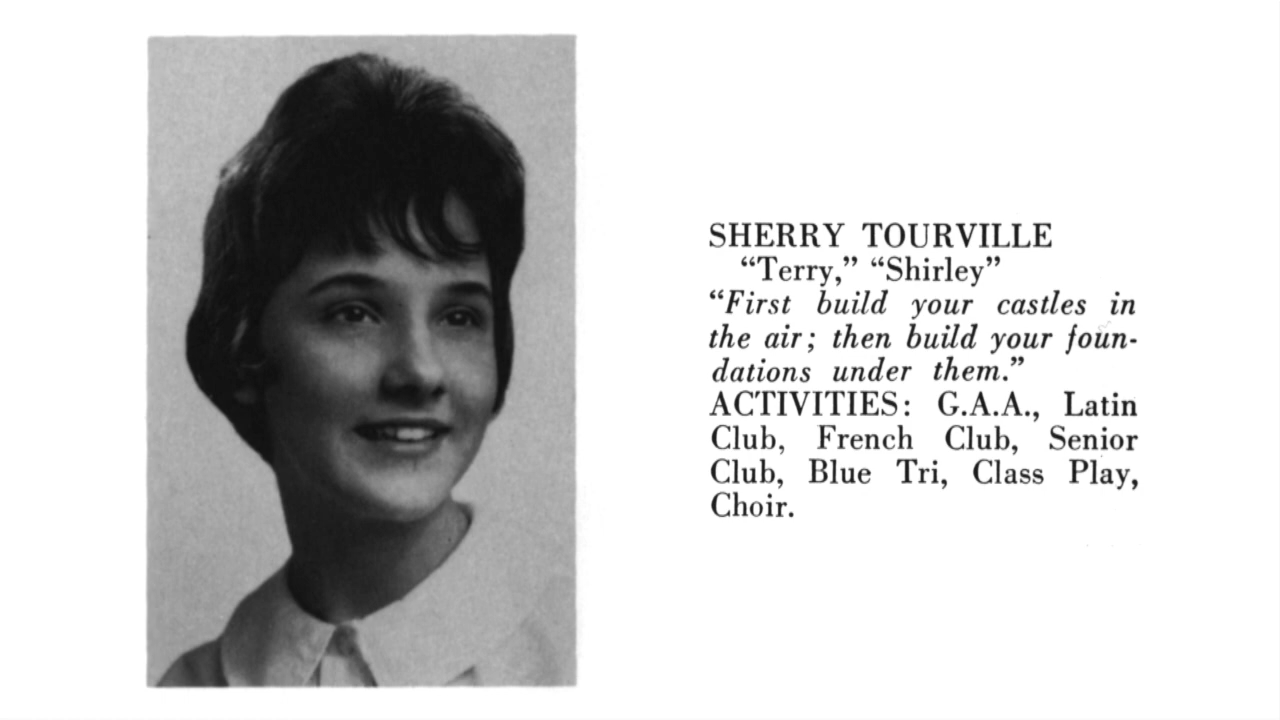 SHERRY TOURVILLE
“Terry,” “Shirley”
“First build your castles in
the air; then build your foun-
dations under them.”
ACTIVITIES: G.A.A., Latin
Club, French Club, Senior
Club, Blue Tri, Class Play,
Choir.